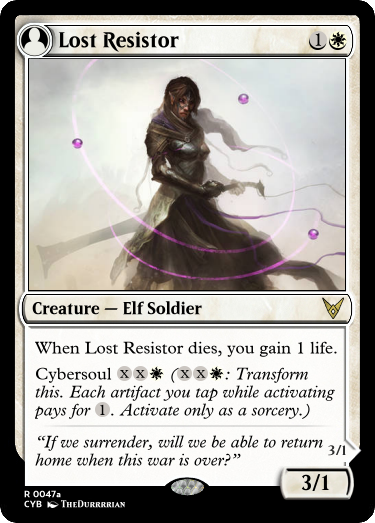 Lost Resistor
1
Creature — Elf Soldier
When Lost Resistor dies, you gain 1 life.
Cybersoul X X (X X : Transform
this. Each artifact you tap while activating
pays for 1. Activate only as a sorcery.)
“If we surrender, will we be able to return
home when this war is over?”
3/1
3/1
R 0047a
CYB TheDurrrrian